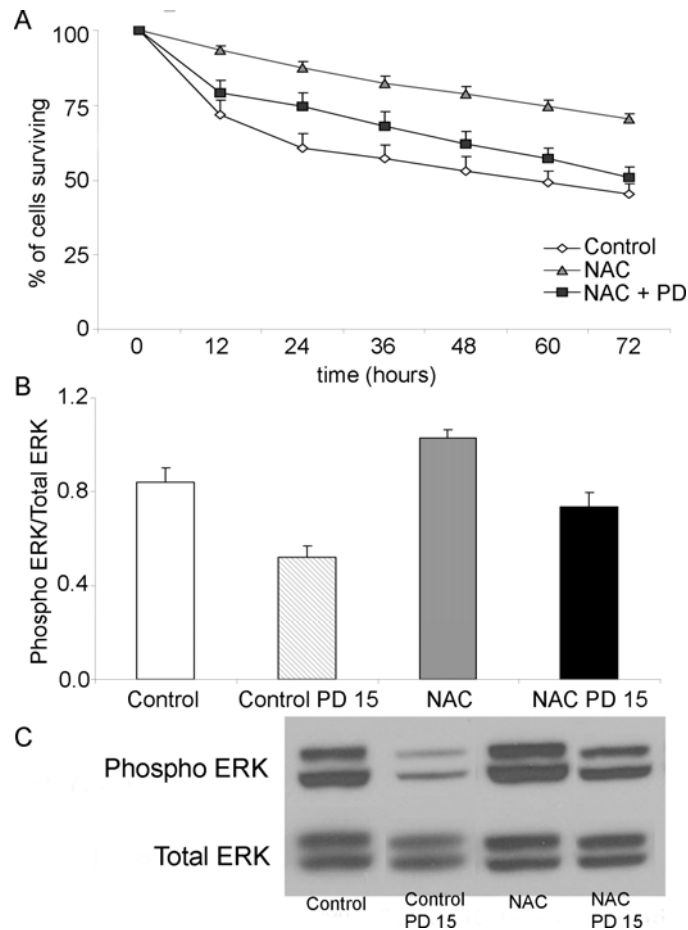 A
100
75
50
25
0
% of cells surviving
Control
NAC
NAC + PD
0 12 24 36 48 60 72
time (hours)
B
1.2
0.8
0.4
0.0
Phospho ERK/Total ERK
Control Control PD 15 NAC NAC PD 15
C
Phospho ERK
Total ERK
Control Control NAC NAC
PD 15 PD 15